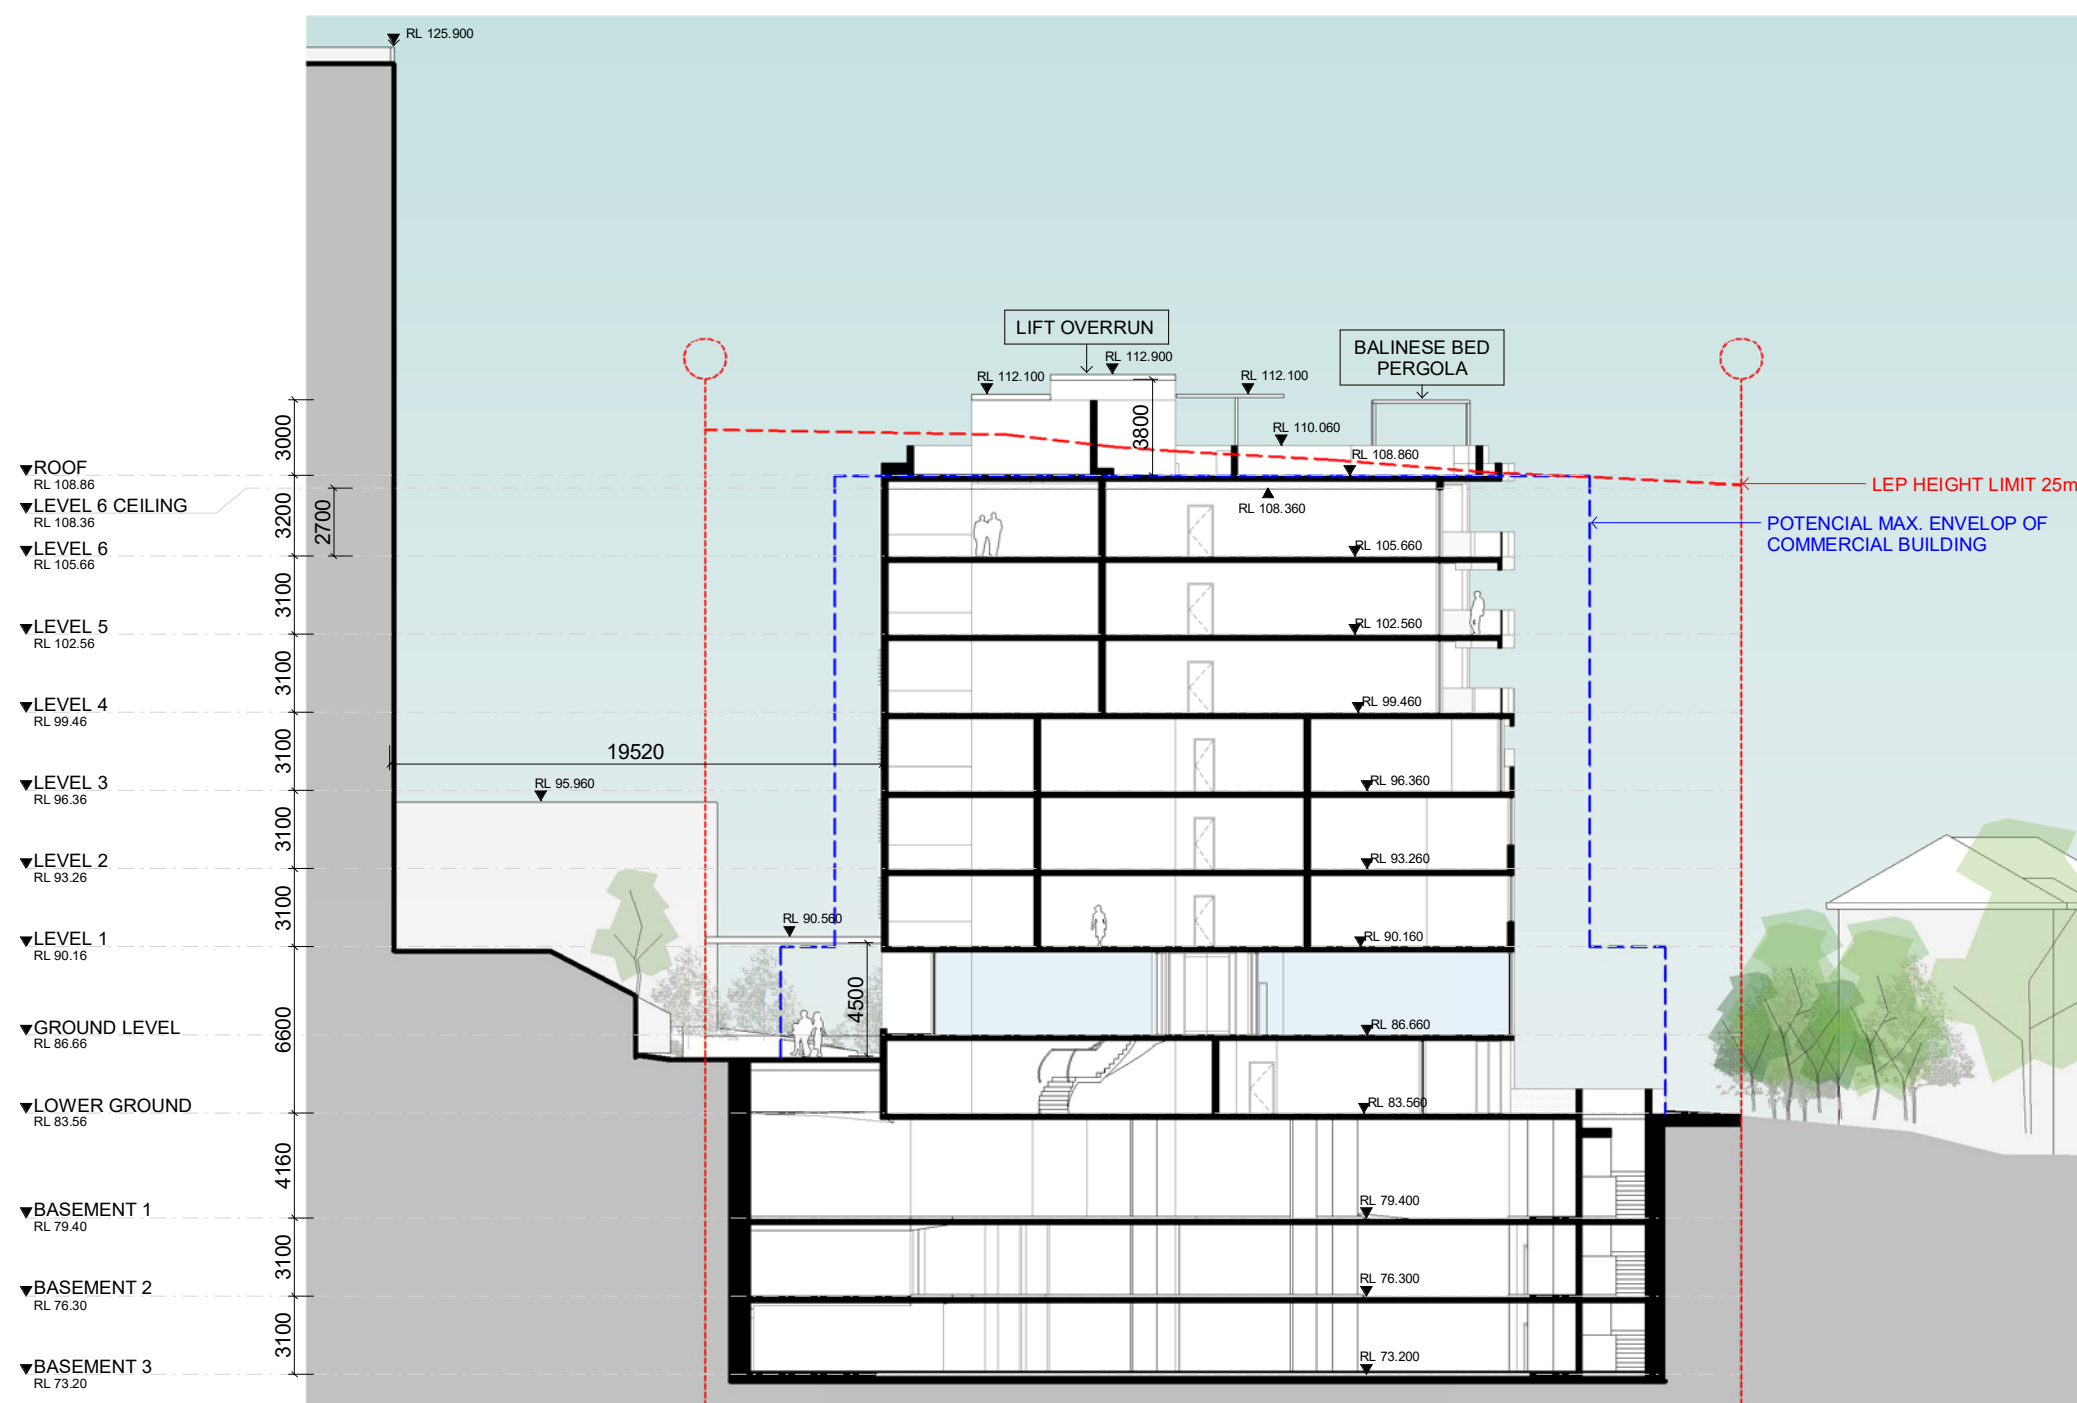 RL 125.900
LIFT OVERRUN
BALINESE BED
PERGOLA
RL 112.900
RL 112.100
RL 112.100
3800
3000
RL 110.060
RL 108.860
ROOF
RL 108.86
LEP HEIGHT LIMIT 25m
LEVEL 6 CEILING
RL 108.36
3200
2700
RL 108.360
POTENCIAL MAX. ENVELOP OF
COMMERCIAL BUILDING
LEVEL 6
RL 105.66
RL 105.660
3100
LEVEL 5
RL 102.56
RL 102.560
3100
LEVEL 4
RL 99.46
RL 99.460
3100
19520
LEVEL 3
RL 96.36
RL 95.960
RL 96.360
3100
LEVEL 2
RL 93.26
RL 93.260
3100
RL 90.560
LEVEL 1
RL 90.16
RL 90.160
4500
6600
GROUND LEVEL
RL 86.66
RL 86.660
LOWER GROUND
RL 83.56
RL 83.560
4160
BASEMENT 1
RL 79.40
RL 79.400
3100
BASEMENT 2
RL 76.30
RL 76.300
3100
BASEMENT 3
RL 73.20
RL 73.200